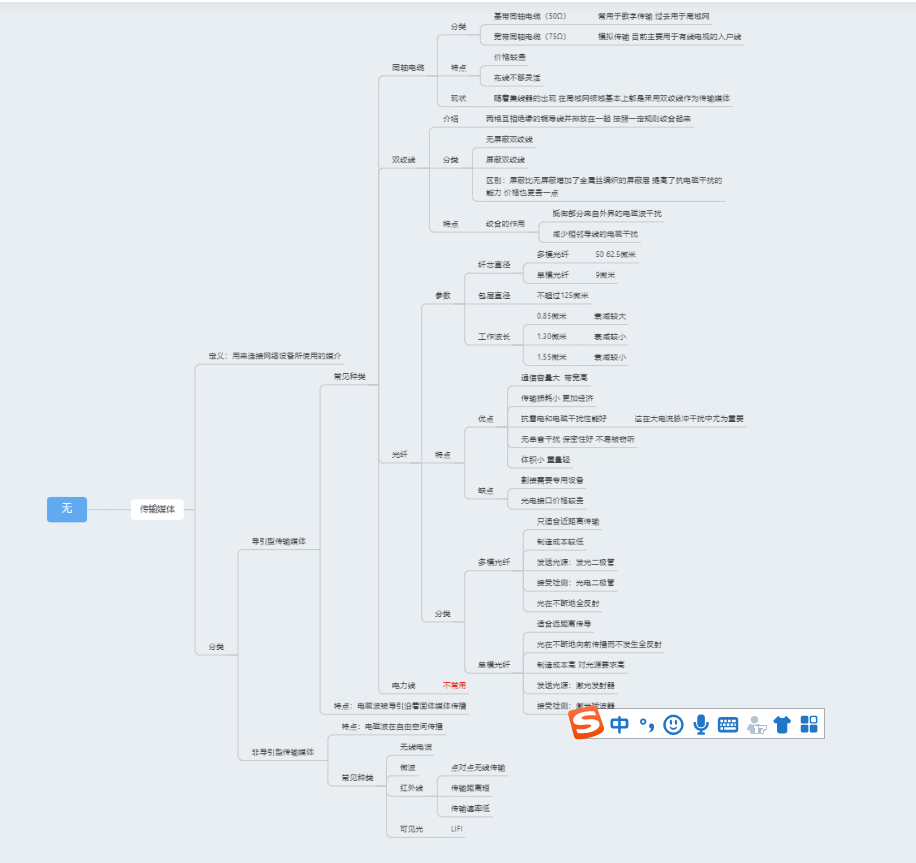 无
传输媒体
定义：用来连接网络设备所使用的媒介
分类
导引型传输媒体
常见种类
同轴电缆
分类
基带同轴电缆（50Ω）
常用于数字传输 过去用于局域网
宽带同轴电缆（75Ω）
模拟传输 目前主要用于有线电视的入户线
特点
价格较贵
布线不够灵活
现状
随着集线器的出现 在局域网领域基本上都是采用双绞线作为传输媒体
双绞线
介绍
两根互相绝缘的铜导线并排放在一起 按照一定规则绞合起来
分类
无屏蔽双绞线
屏蔽双绞线
区别：屏蔽比无屏蔽增加了金属丝编织的屏蔽层 提高了抗电磁干扰的
能力 价格也更贵一点
特点
绞合的作用
抵御部分来自外界的电磁波干扰
减少相邻导线的电磁干扰
光纤
参数
纤芯直径
多模光纤
50 62.5微米
单模光纤
9微米
包层直径
不超过125微米
工作波长
0.85微米
衰减较大
1.30微米
衰减较小
1.55微米
衰减较小
特点
优点
通信容量大 带宽高
传输损耗小 更加经济
抗雷电和电磁干扰性能好
这在大电流脉冲干扰中尤为重要
无串音干扰 保密性好 不易被窃听
体积小 重量轻
缺点
割接需要专用设备
光电接口价格较贵
分类
多模光纤
只适合近距离传输
制造成本较低
发送光源：发光二极管
接受检测：光电二极管
光在不断地全反射
单模光纤
适合远距离传导
光在不断地向前传播而不发生全反射
制造成本高 对光源要求高
发送光源：激光发射器
接受检测：激光检波器
电力线
不常用
特点：电磁波被导引沿着固体媒体传播
非导引型传输媒体
特点：电磁波在自由空间传播
常见种类
无线电波
微波
红外线
点对点无线传输
传输距离短
传输速率低
可见光
LIFI
S 中